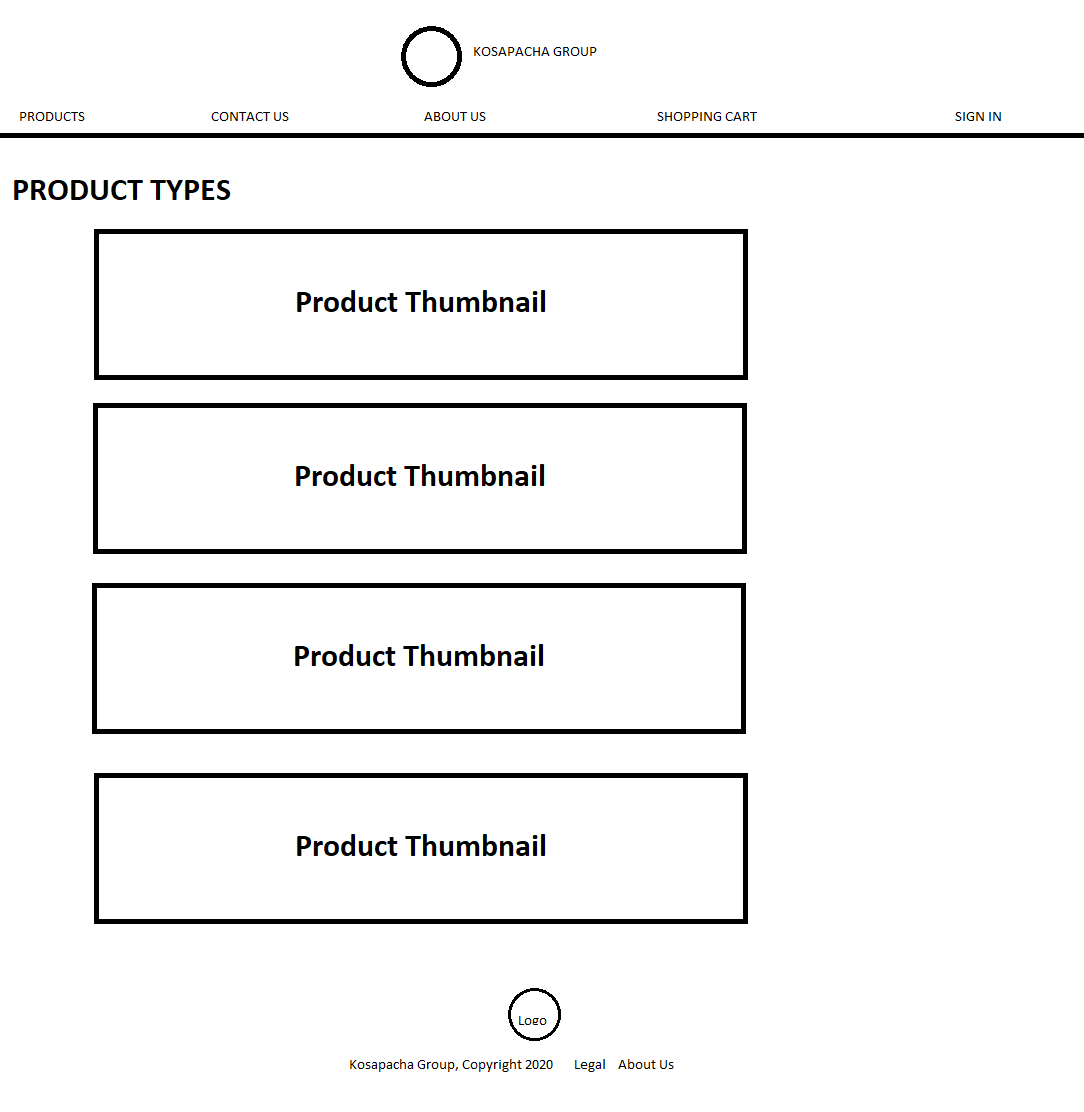 KOSAPACHA GROUP
PRODUCTS CONTACT US ABOUT US SHOPPING CART SIGN IN
PRODUCT TYPES
Product Thumbnail
Product Thumbnail
Product Thumbnail
Product Thumbnail
Logo
Kosapacha Group, Copyright 2020 Legal About Us